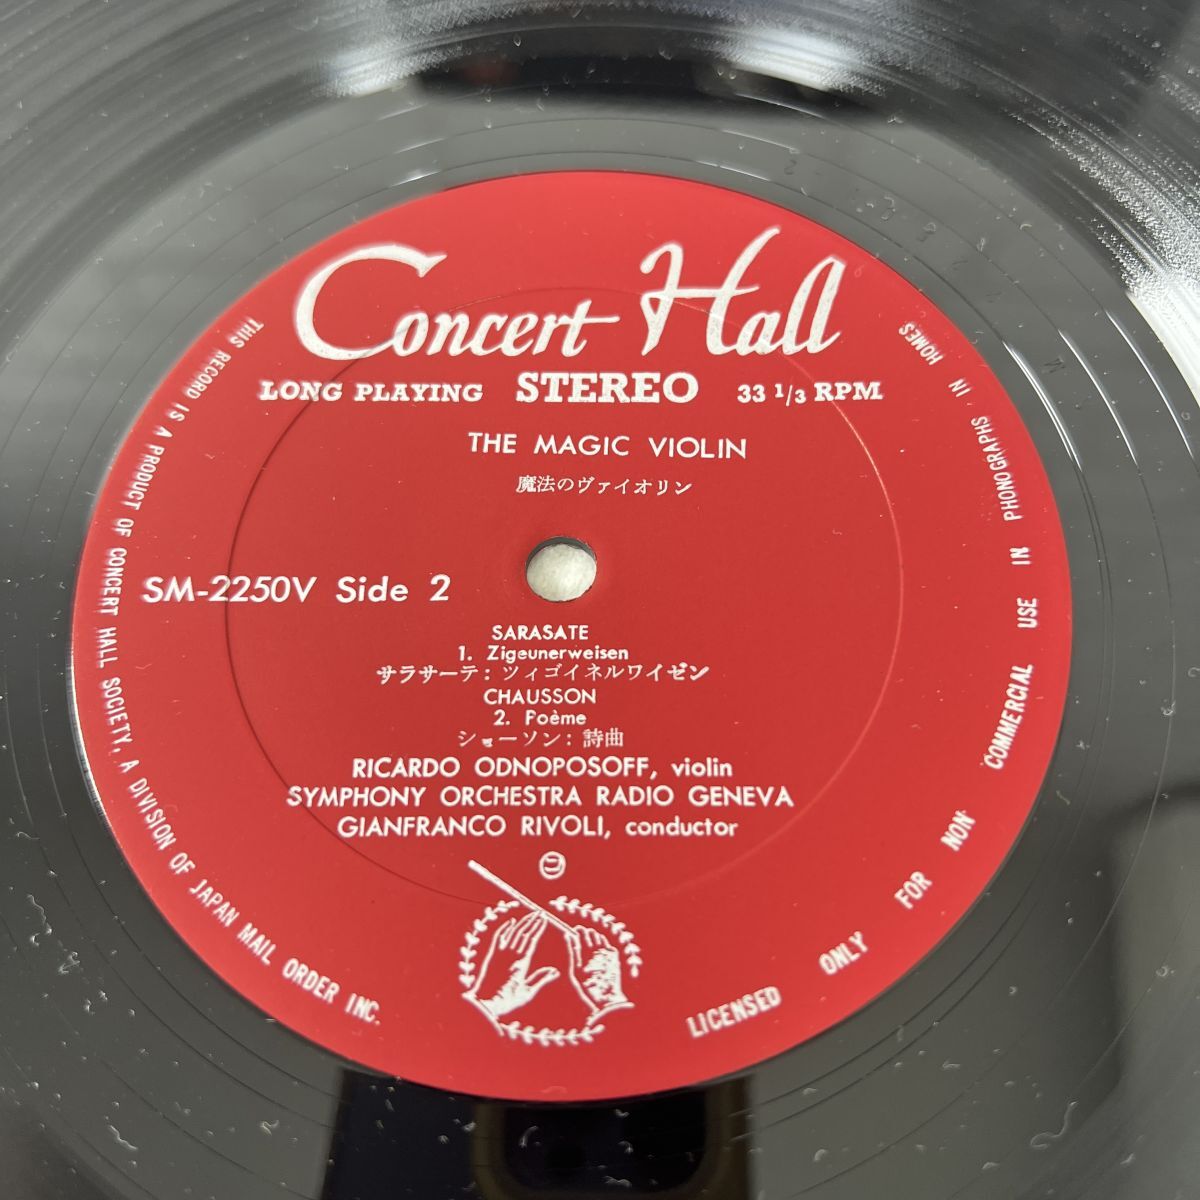 Concert Hall
LONG PLAYING STEREO 33 1/3 RPM
THE MAGIC VIOLIN
魔法のヴァイオリン
SM-2250V Side 2
SARASATE
1. Zigeunerweisen
サラサーテ: ツィゴイネルワイゼン
CHAUSSON
2. Poème
ショーソン: 詩曲
RICARDO ODNOPOSOFF, violin
SYMPHONY ORCHESTRA RADIO GENEVA
GIANFRANCO RIVOLI, conductor
THIS RECORD IS A PRODUCT OF CONCERT HALL SOCIETY, A DIVISION OF JAPAN MAIL ORDER INC.
LICENSED ONLY FOR NON COMMERCIAL USE IN PHONOGRAPHS IN HOMES